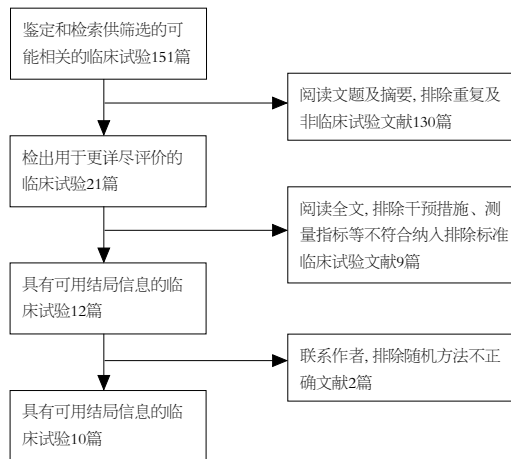 鉴定和检索供筛选的可
能相关的临床试验151篇
阅读文题及摘要, 排除重复及
非临床试验文献130篇
检出用于更详尽评价的
临床试验21篇
阅读全文, 排除干预措施、测
量指标等不符合纳入排除标准
临床试验文献9篇
具有可用结局信息的临
床试验12篇
联系作者, 排除随机方法不正
确文献2篇
具有可用结局信息的临
床试验10篇